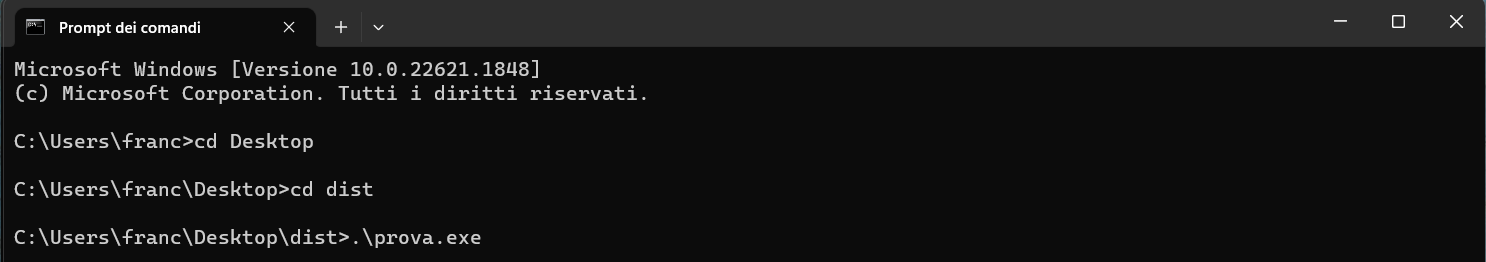 Prompt dei comandi
Microsoft Windows [Versione 10.0.22621.1848]
(c) Microsoft Corporation. Tutti i diritti riservati.
C:\Users\franc>cd Desktop
C:\Users\franc\Desktop>cd dist
C:\Users\franc\Desktop\dist>.\prova.exe